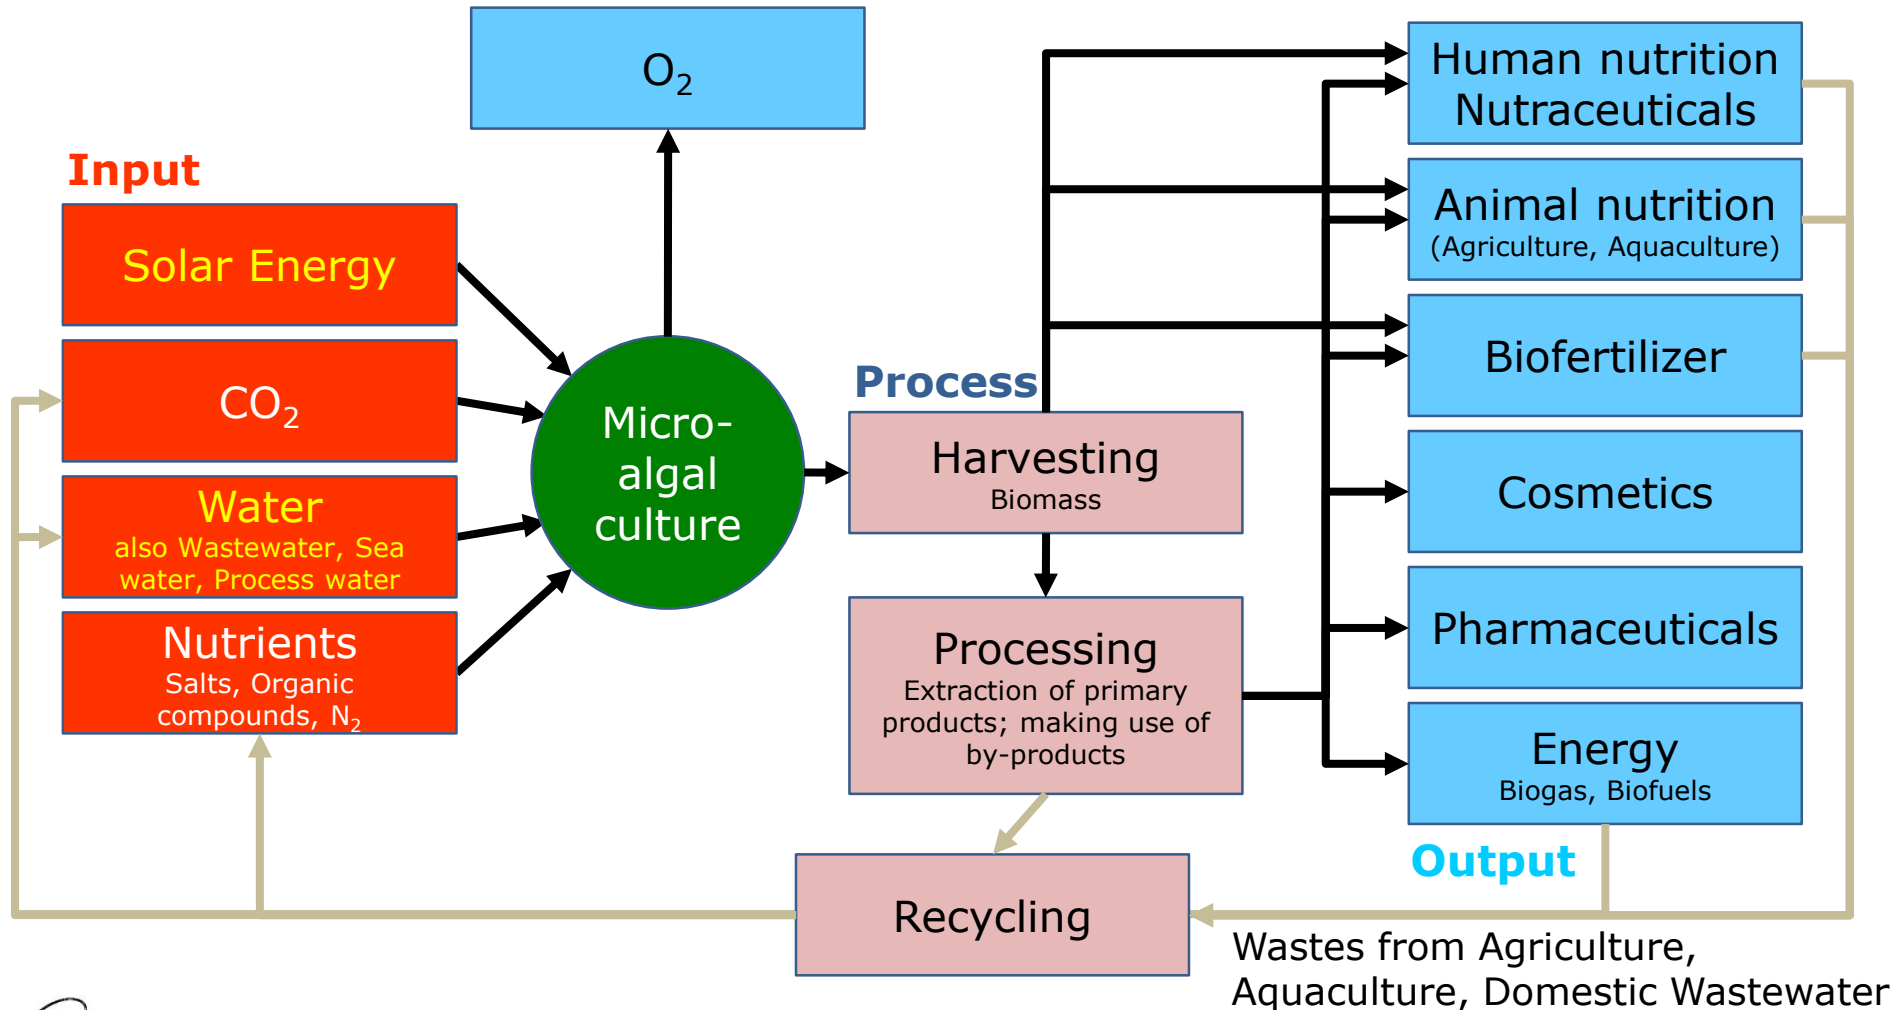 O₂
Input
Solar Energy
CO₂
Water
also Wastewater, Sea
water, Process water
Nutrients
Salts, Organic
compounds, N₂
Micro-
algal
culture
Process
Harvesting
Biomass
Processing
Extraction of primary
products; making use of
by-products
Recycling
Human nutrition
Nutraceuticals
Animal nutrition
(Agriculture, Aquaculture)
Biofertilizer
Cosmetics
Pharmaceuticals
Energy
Biogas, Biofuels
Output
Wastes from Agriculture,
Aquaculture, Domestic Wastewater